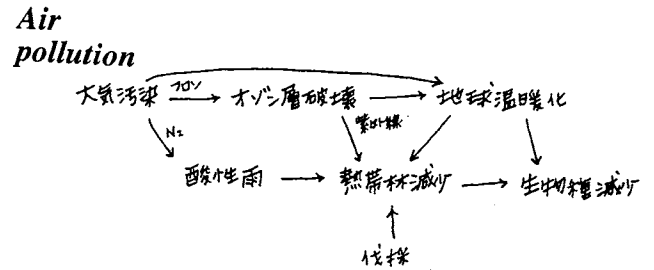 Air
pollution
大気汚染 フロン オゾン層破壊 地球温暖化
N2 紫外線
酸性雨 熱帯林減少 生物種減少
伐採